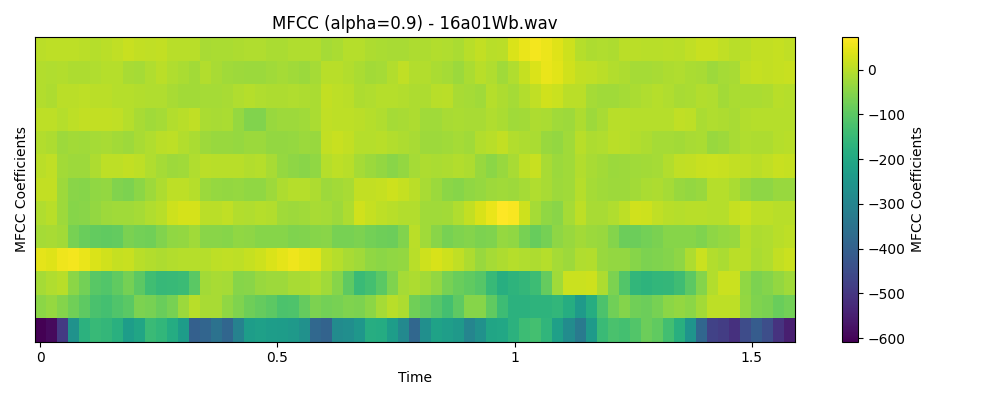 MFCC (alpha=0.9) - 16a01Wb.wav
MFCC Coefficients
0
0.5
1
1.5
Time
0
−100
−200
−300
−400
−500
−600
MFCC Coefficients